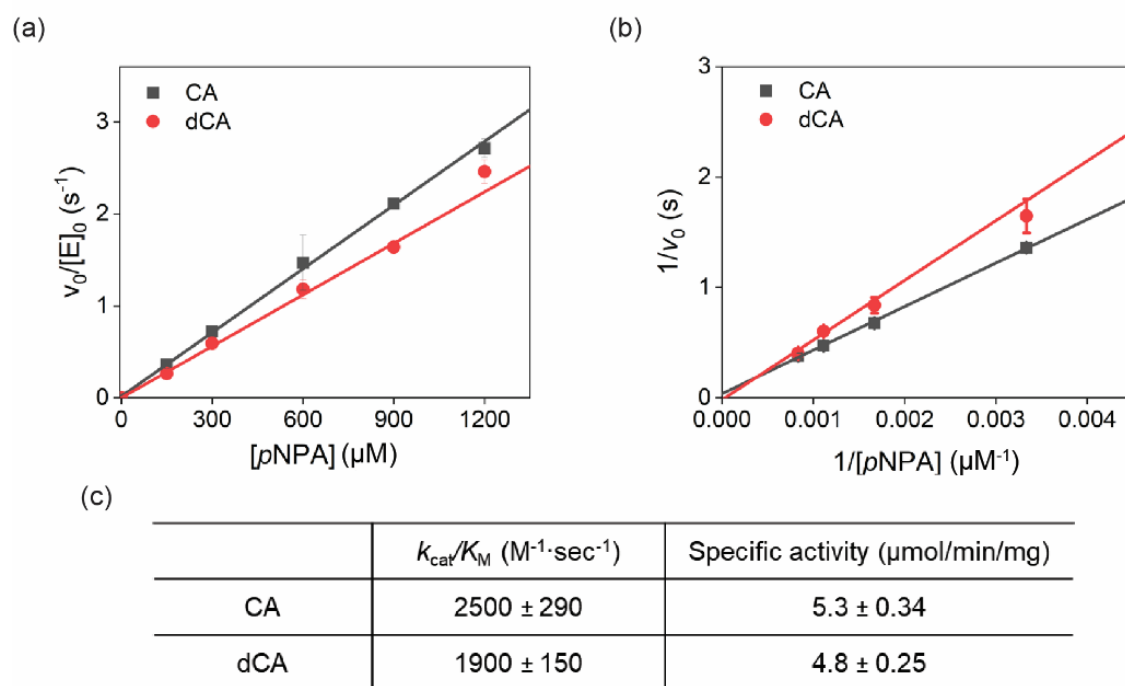 (a)
CA
dCA
v₀/[E]₀ (s⁻¹)
3
2
1
0
0 300 600 900 1200
[pNPA] (µM)
(b)
CA
dCA
1/v₀ (s)
3
2
1
0
0.000 0.001 0.002 0.003 0.004
1/[pNPA] (µM⁻¹)
(c)
kcat/KM (M⁻¹·sec⁻¹) Specific activity (µmol/min/mg)
CA 2500 ± 290 5.3 ± 0.34
dCA 1900 ± 150 4.8 ± 0.25